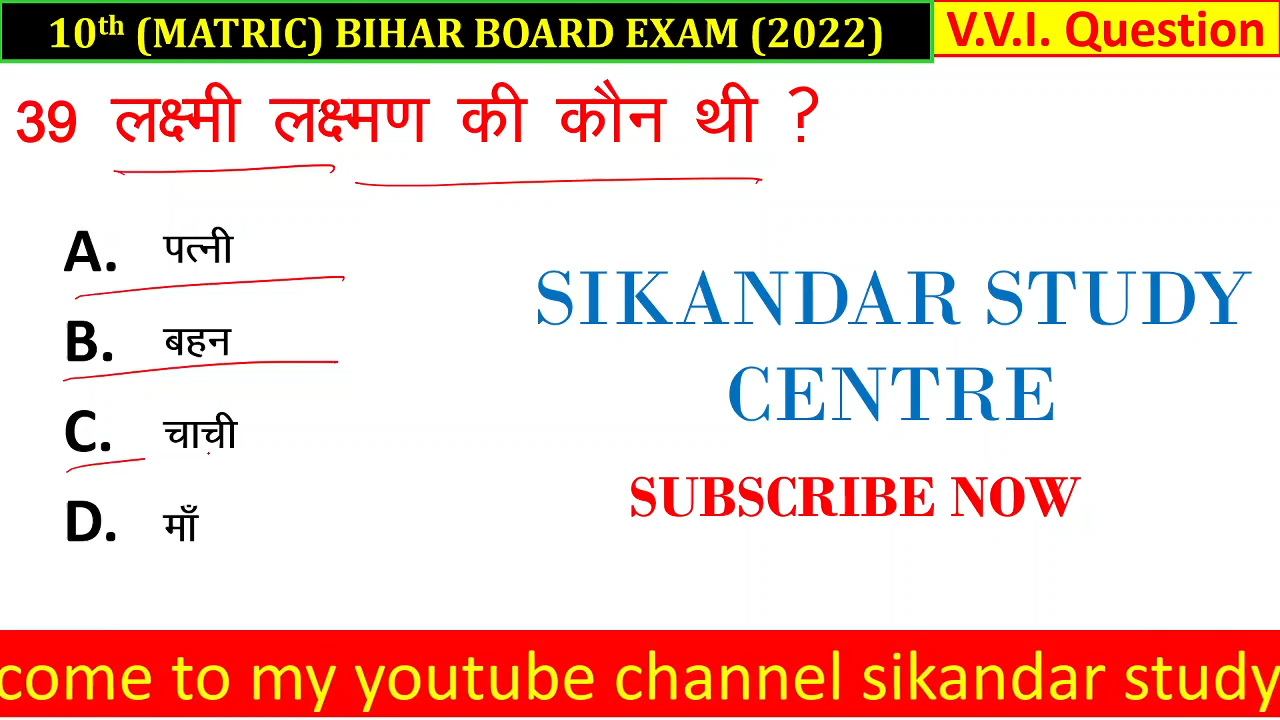 10th (MATRIC) BIHAR BOARD EXAM (2022)
V.V.I. Question
39 लक्ष्मी लक्ष्मण की कौन थी ?
A. पत्नी
B. बहन
C. चाची
D. माँ
SIKANDAR STUDY
CENTRE
SUBSCRIBE NOW
come to my youtube channel sikandar study